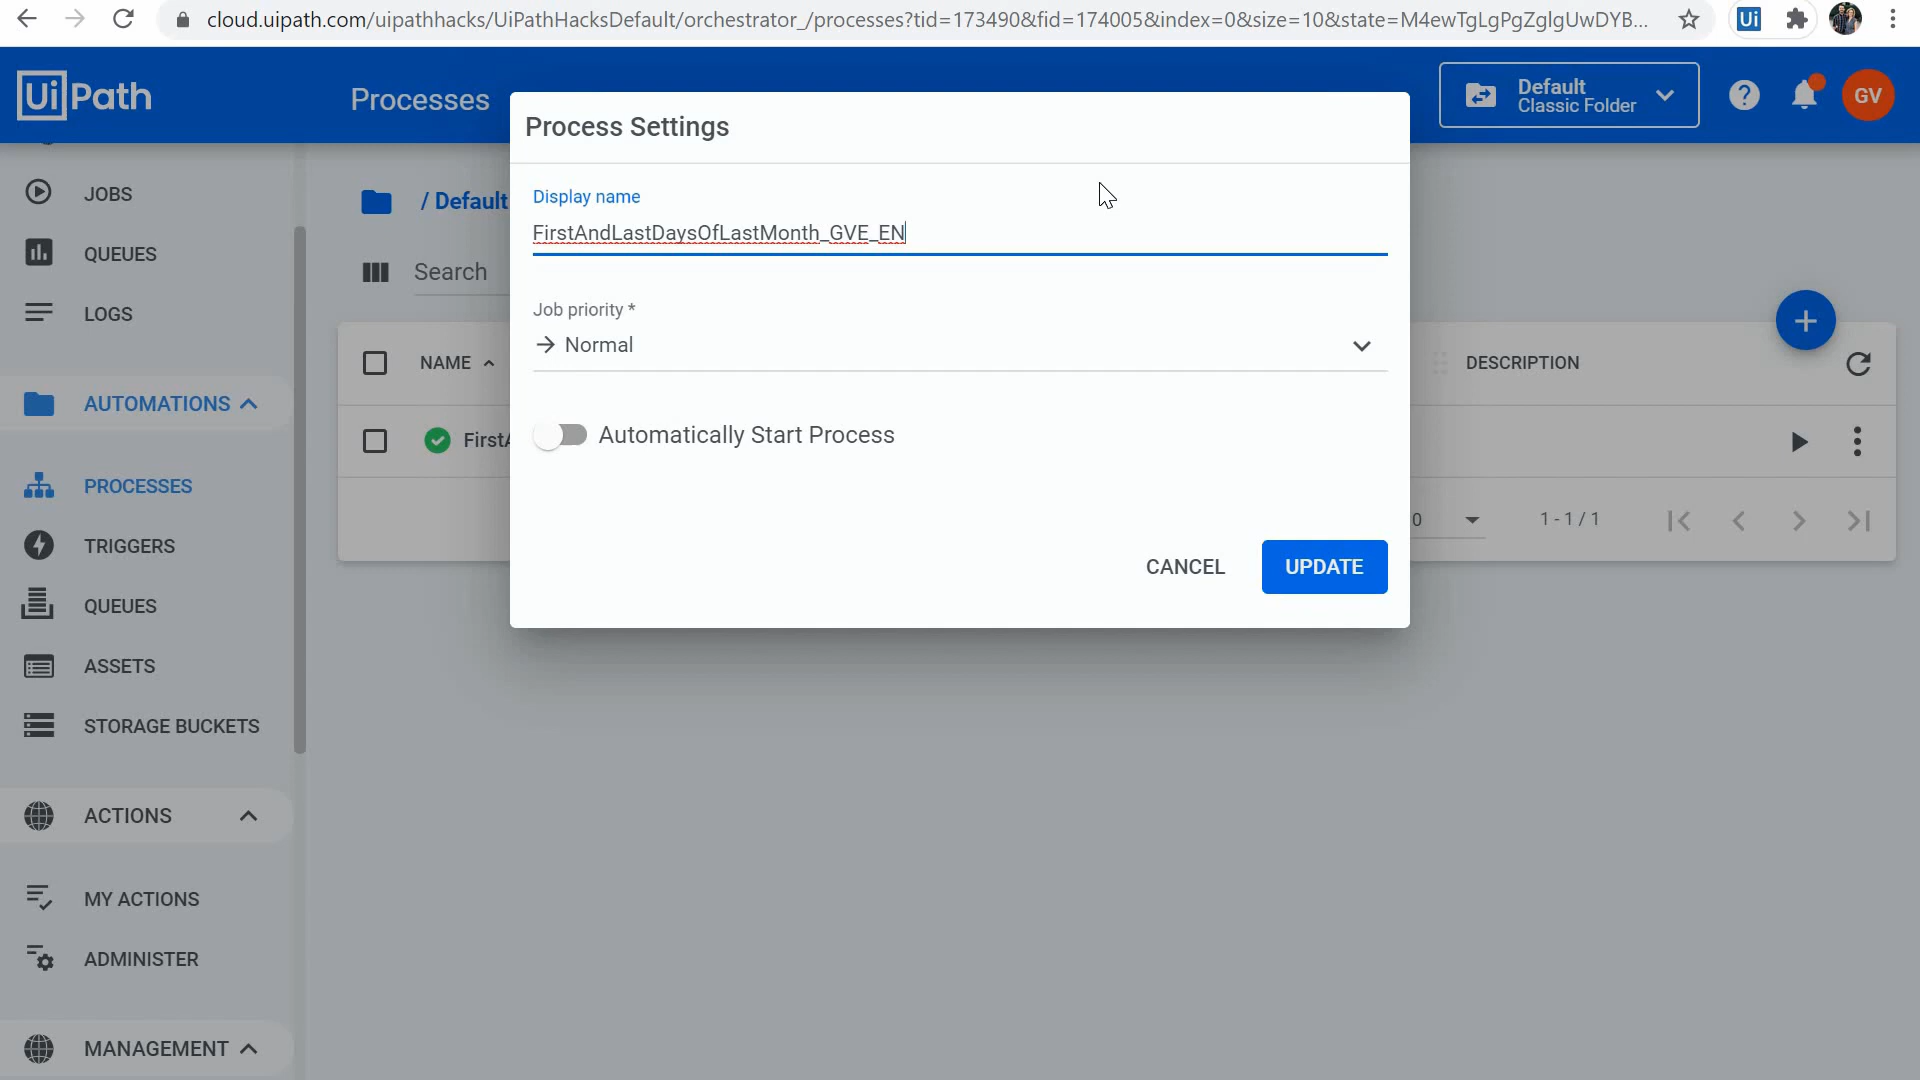 cloud.uipath.com/uipathhacks/UiPathHacksDefault/orchestrator_/processes?tid=173490&fid=174005&index=0&size=10&state=M4ewTgLgPgZglgUwDYB...
Ui
UiPath
Processes
Default
Classic Folder
GV
Process Settings
Display name
FirstAndLastDaysOfLastMonth_GVE_EN
Job priority *
Normal
Automatically Start Process
CANCEL
UPDATE
JOBS
QUEUES
LOGS
AUTOMATIONS
PROCESSES
TRIGGERS
QUEUES
ASSETS
STORAGE BUCKETS
ACTIONS
MY ACTIONS
ADMINISTER
MANAGEMENT
/ Default
Search
NAME
DESCRIPTION
FirstA
0
1 - 1 / 1